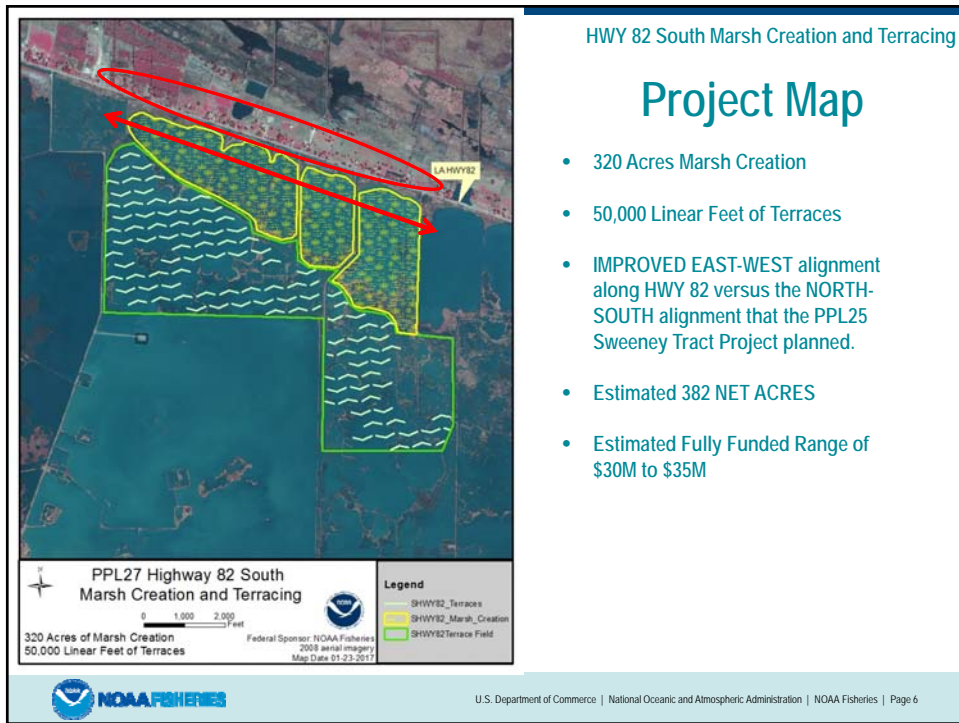 HWY 82 South Marsh Creation and Terracing
Project Map
• 320 Acres Marsh Creation
• 50,000 Linear Feet of Terraces
• IMPROVED EAST-WEST alignment
along HWY 82 versus the NORTH-
SOUTH alignment that the PPL25
Sweeney Tract Project planned.
• Estimated 382 NET ACRES
• Estimated Fully Funded Range of
$30M to $35M
LA HWY82
PPL27 Highway 82 South
Marsh Creation and Terracing
0 1,000 2,000
Feet
320 Acres of Marsh Creation
50,000 Linear Feet of Terraces
NOAA
Federal Sponsor: NOAA Fisheries
2008 aerial imagery
Map Date 01-23-2017
Legend
SHWY82_Terraces
SHWY82_Marsh_Creation
SHWY82Terrace Field
NOAA
NOAA FISHERIES
U.S. Department of Commerce | National Oceanic and Atmospheric Administration | NOAA Fisheries | Page 6